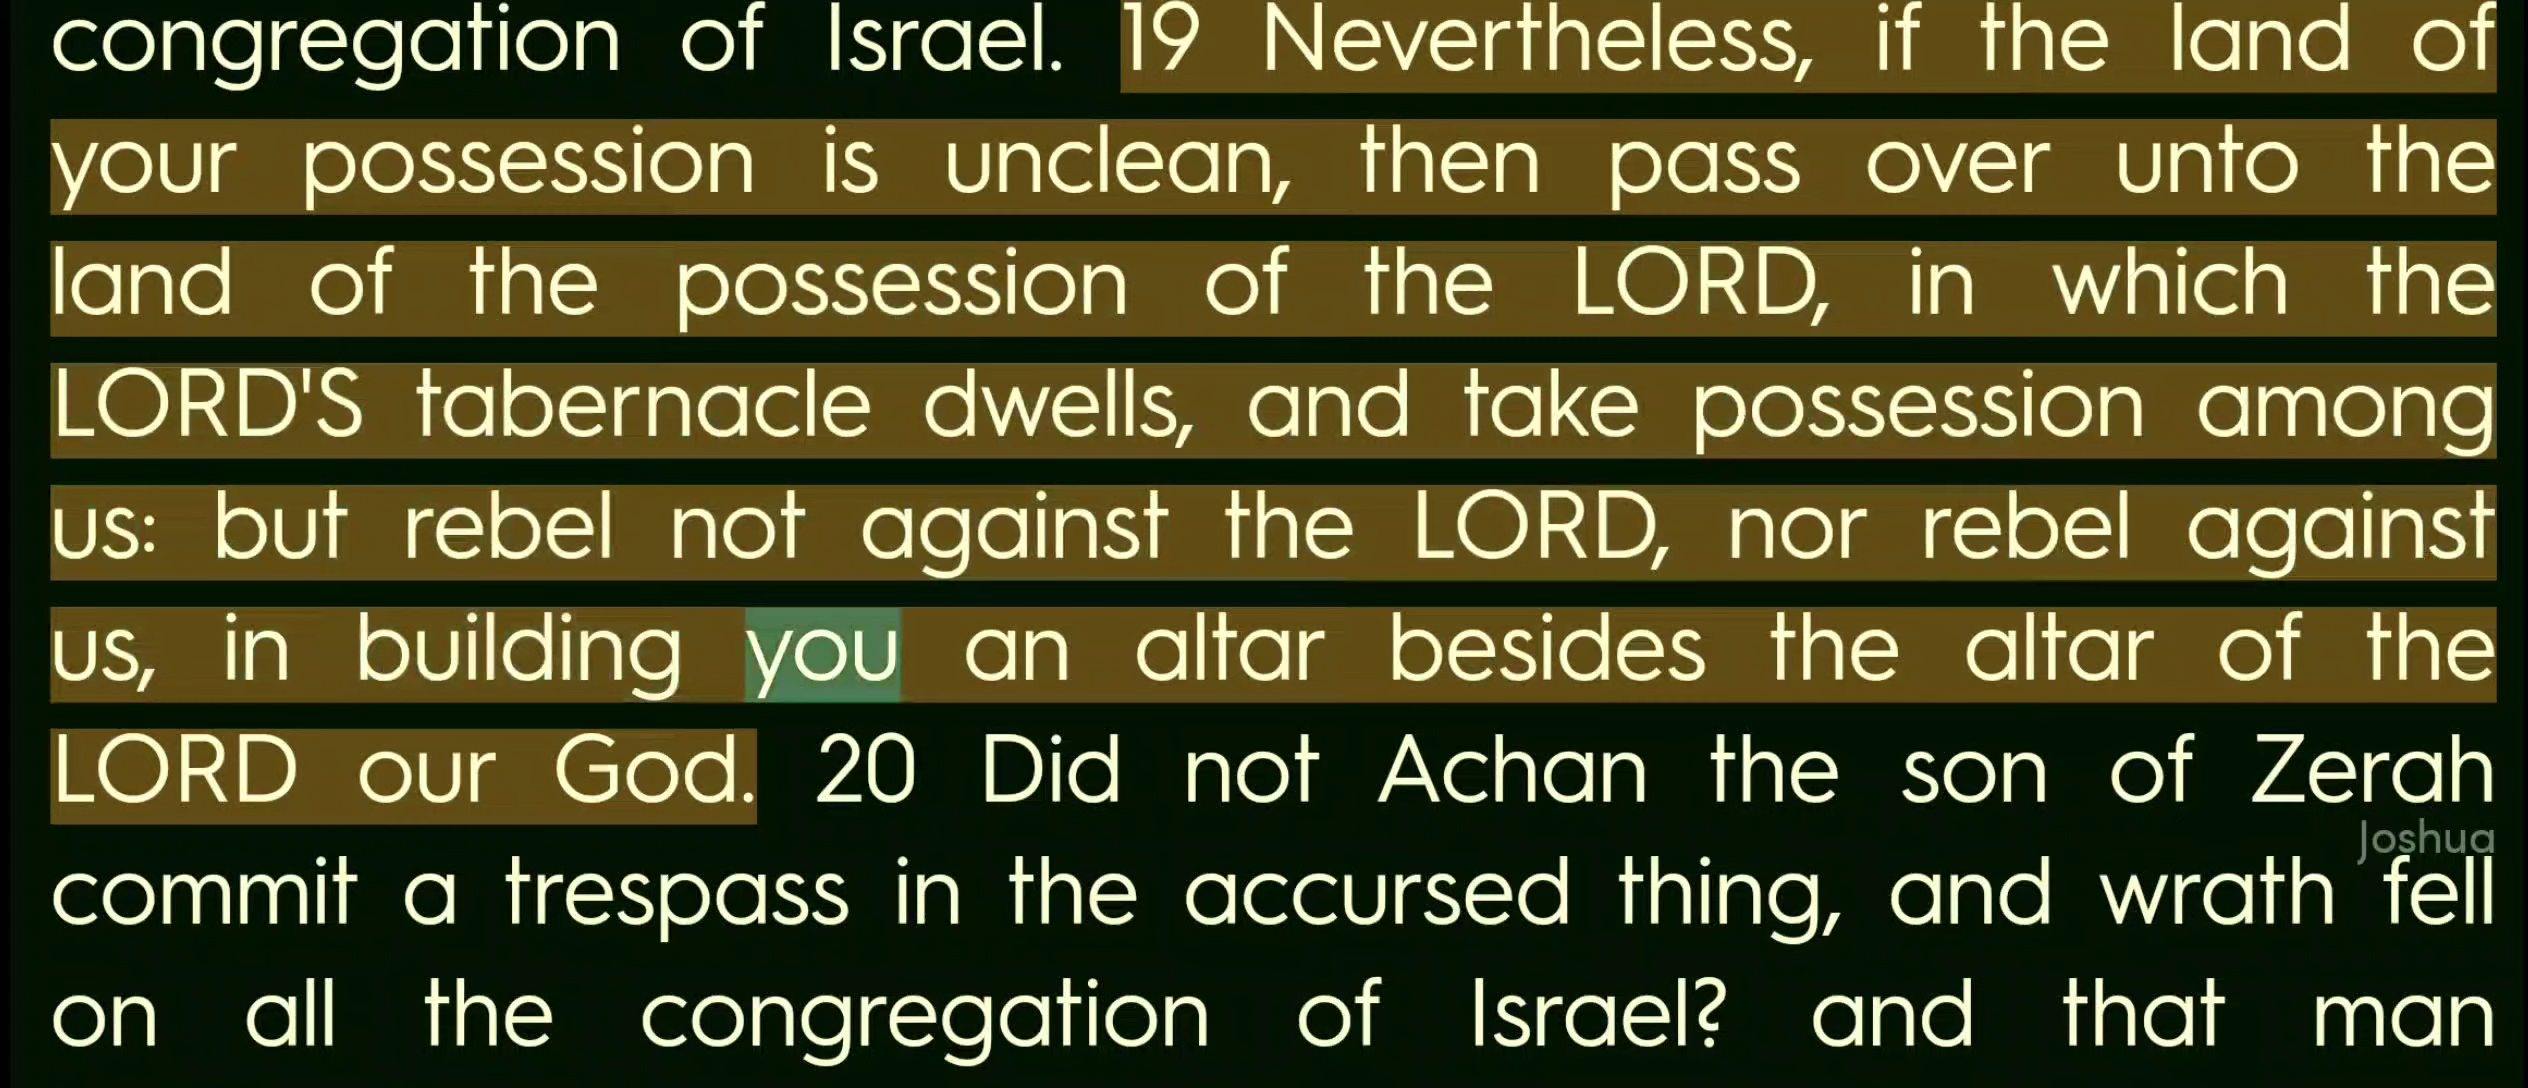 congregation of Israel. 19 Nevertheless, if the land of
your possession is unclean, then pass over unto the
land of the possession of the LORD, in which the
LORD'S tabernacle dwells, and take possession among
us: but rebel not against the LORD, nor rebel against
us, in building you an altar besides the altar of the
LORD our God. 20 Did not Achan the son of Zerah
Joshua
commit a trespass in the accursed thing, and wrath fell
on all the congregation of Israel? and that man